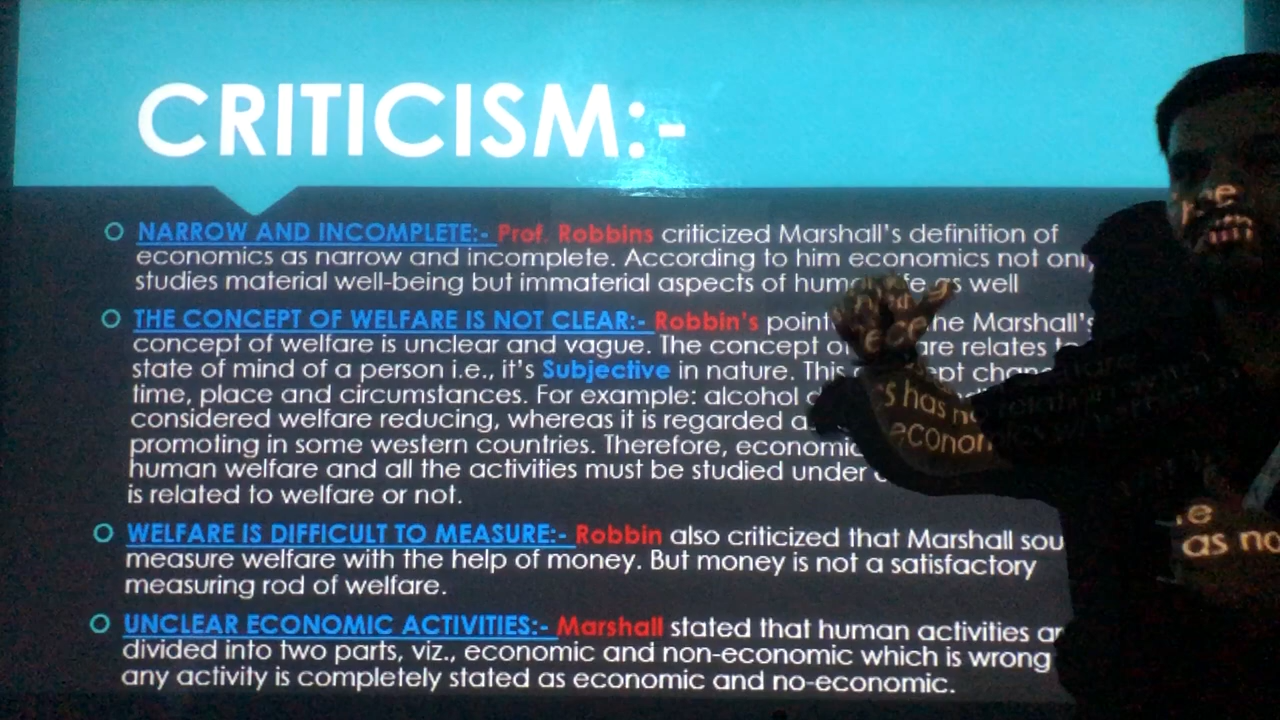 CRITICISM:-
NARROW AND INCOMPLETE:- Prof. Robbins criticized Marshall's definition of
economics as narrow and incomplete. According to him economics not only
studies material well-being but immaterial aspects of human life as well
THE CONCEPT OF WELFARE IS NOT CLEAR:- Robbin's point Marshall's
concept of welfare is unclear and vague. The concept of relates to
state of mind of a person i.e., it's Subjective in nature. This
time, place and circumstances. For example: alcohol
considered welfare reducing, whereas it is regarded
promoting in some western countries. Therefore, has no
human welfare and all the activities must be studied under
is related to welfare or not.
WELFARE IS DIFFICULT TO MEASURE:- Robbin also criticized that Marshall
measure welfare with the help of money. But money is not a satisfactory
measuring rod of welfare.
UNCLEAR ECONOMIC ACTIVITIES:- Marshall stated that human activities
divided into two parts, viz., economic and non-economic which is wrong as no
any activity is completely stated as economic and no-economic.